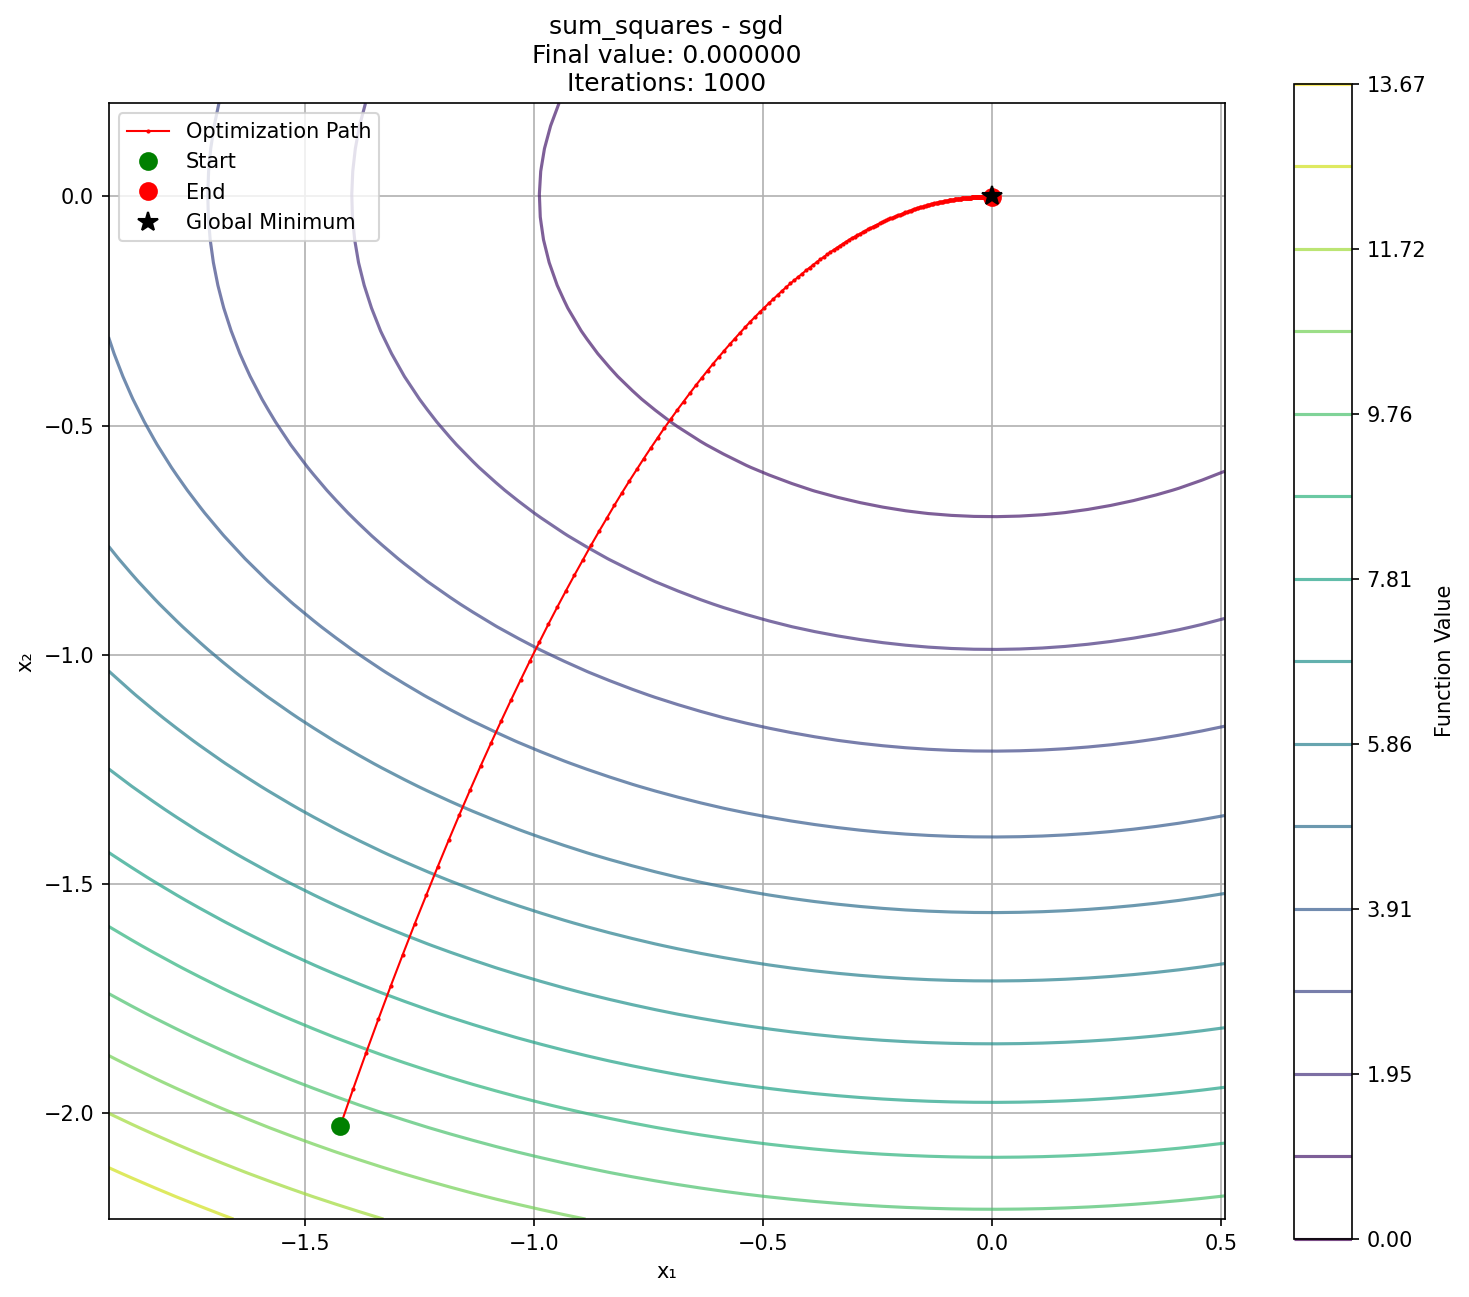 sum_squares - sgd
Final value: 0.000000
Iterations: 1000
Optimization Path
Start
End
Global Minimum
0.0
−0.5
−1.0
−1.5
−2.0
x₂
−1.5
−1.0
−0.5
0.0
0.5
x₁
13.67
11.72
9.76
7.81
5.86
3.91
1.95
0.00
Function Value